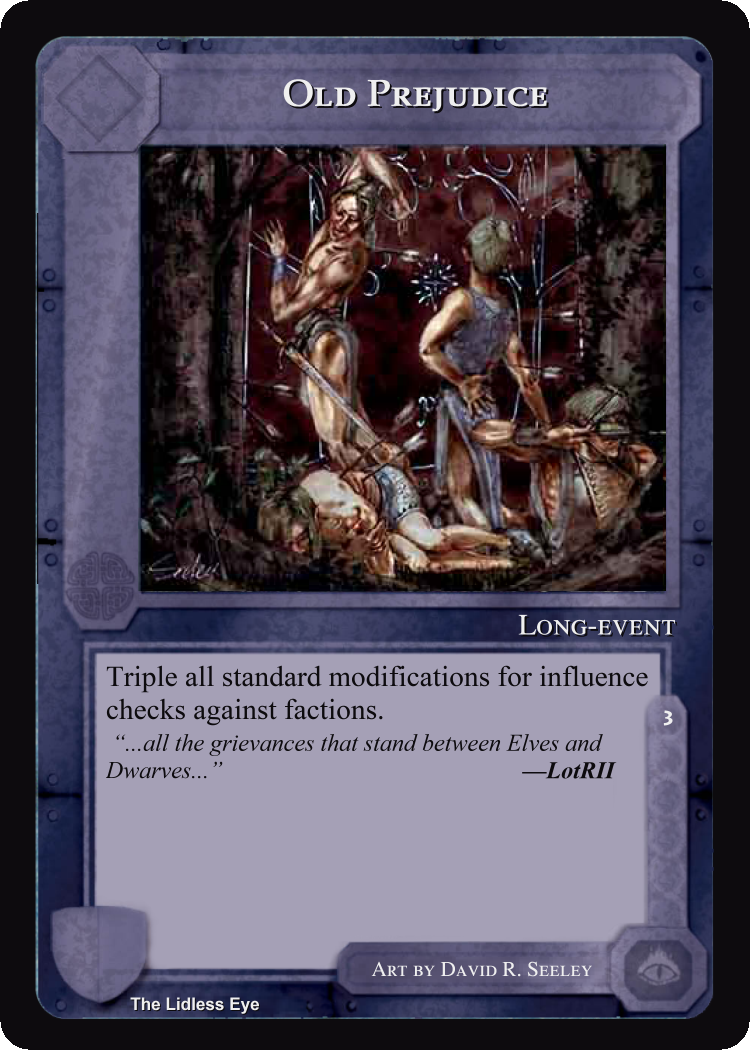 Old Prejudice
Seeley
Long-event
Triple all standard modifications for influence
checks against factions.
3
“...all the grievances that stand between Elves and
Dwarves...” —LotRII
Art by David R. Seeley
The Lidless Eye